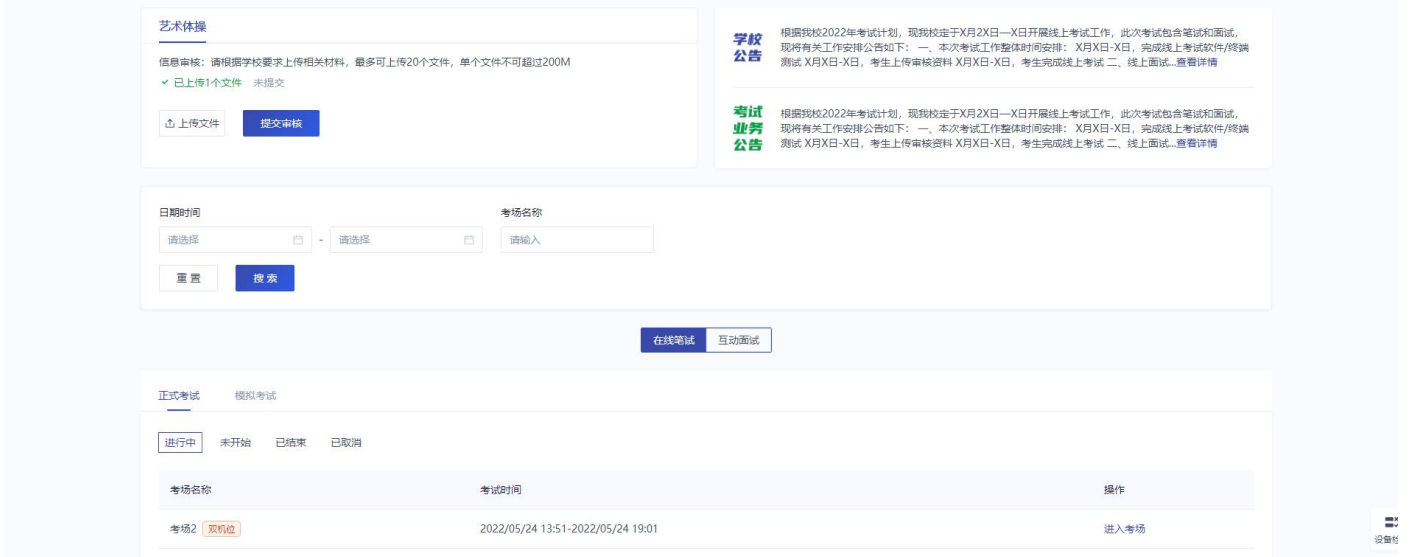 艺术体操
信息审核：请根据学校要求上传相关材料，最多可上传20个文件，单个文件不可超过200M
已上传1个文件 未提交
上传文件 提交审核
学校
公告
根据我校2022年考试计划，现我校定于X月2X日—X日开展线上考试工作，此次考试包含笔试和面试，
现将有关工作安排公告如下： 一、本次考试工作整体时间安排： X月X日-X日，完成线上考试软件/终端
测试 X月X日-X日，考生上传审核资料 X月X日-X日，考生完成线上考试 二、线上面试...查看详情
考试
业务
公告
根据我校2022年考试计划，现我校定于X月2X日—X日开展线上考试工作，此次考试包含笔试和面试，
现将有关工作安排公告如下： 一、本次考试工作整体时间安排： X月X日-X日，完成线上考试软件/终端
测试 X月X日-X日，考生上传审核资料 X月X日-X日，考生完成线上考试 二、线上面试...查看详情
日期时间 考场名称
请选择 - 请选择 请输入
重置 搜索
在线笔试 互动面试
正式考试 模拟考试
进行中 未开始 已结束 已取消
考场名称 考试时间 操作
考场2 双机位 2022/05/24 13:51-2022/05/24 19:01 进入考场
设备